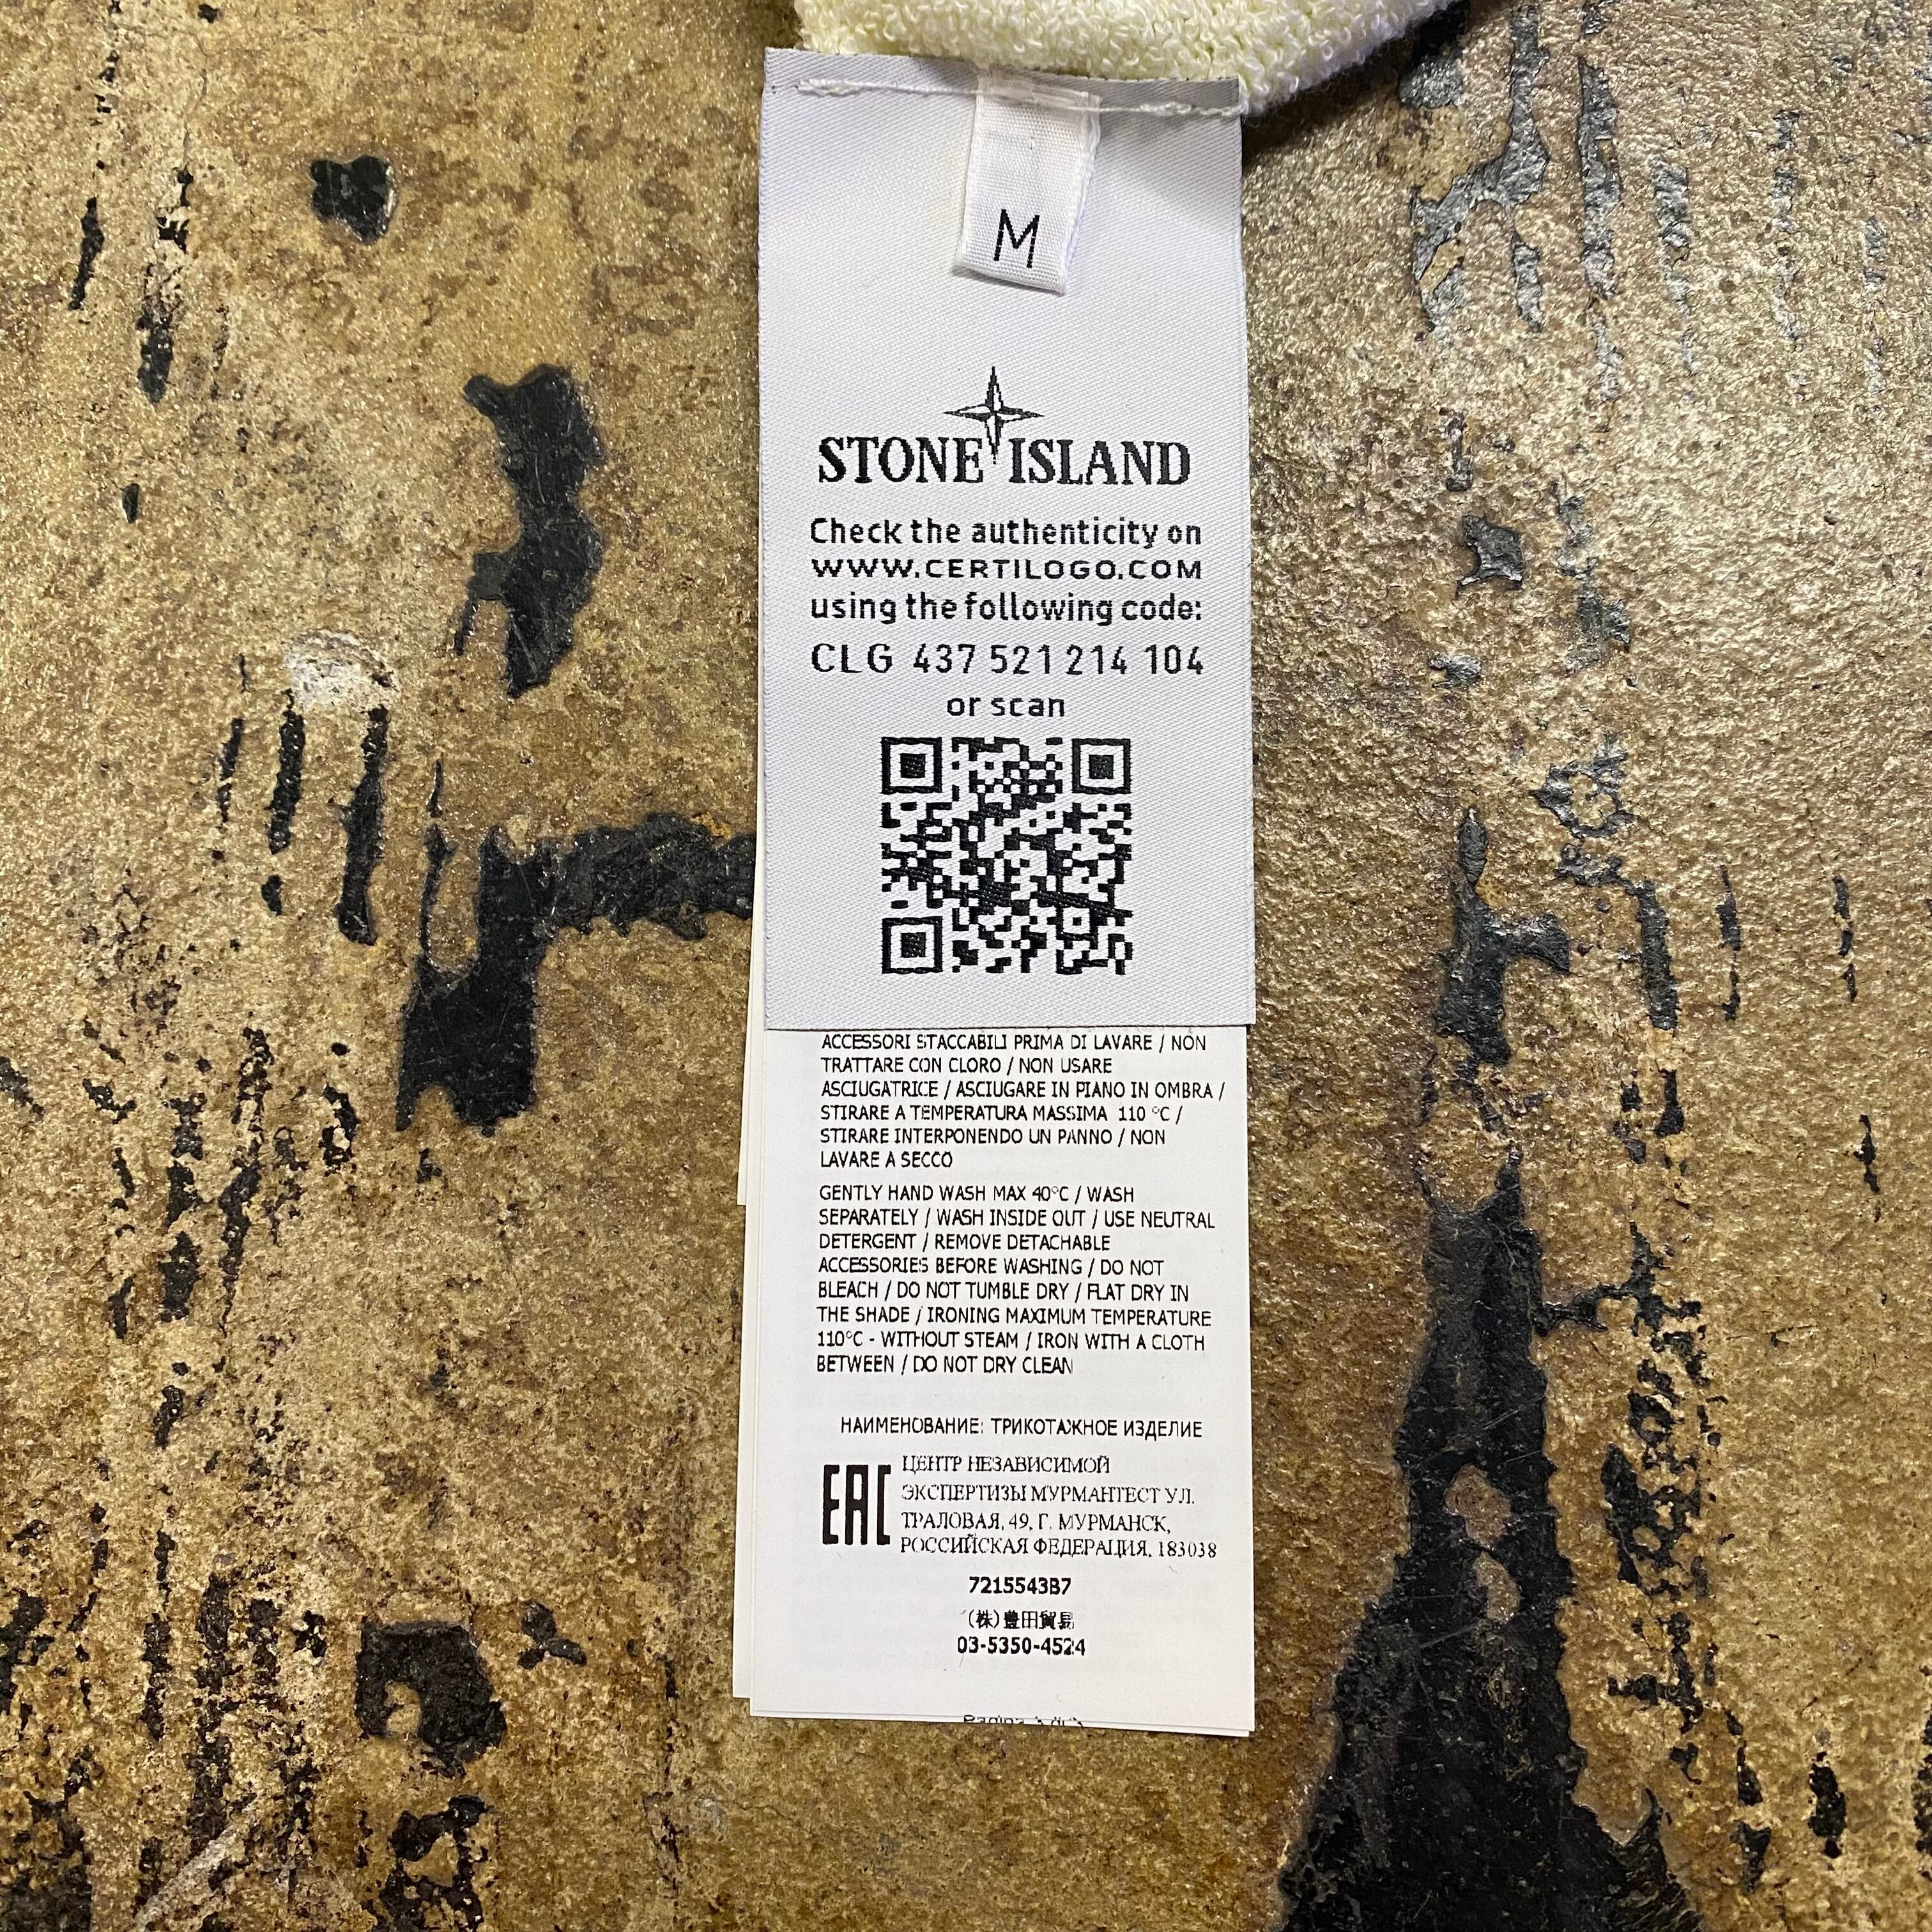 M
STONE ISLAND
Check the authenticity on
WWW.CERTILOGO.COM
using the following code:
CLG 437 521 214 104
or scan
ACCESSORI STACCABILI PRIMA DI LAVARE / NON
TRATTARE CON CLORO / NON USARE
ASCIUGATRICE / ASCIUGARE IN PIANO IN OMBRA /
STIRARE A TEMPERATURA MASSIMA 110 °C /
STIRARE INTERPONENDO UN PANNO / NON
LAVARE A SECCO
GENTLY HAND WASH MAX 40°C / WASH
SEPARATELY / WASH INSIDE OUT / USE NEUTRAL
DETERGENT / REMOVE DETACHABLE
ACCESSORIES BEFORE WASHING / DO NOT
BLEACH / DO NOT TUMBLE DRY / FLAT DRY IN
THE SHADE / IRONING MAXIMUM TEMPERATURE
110°C - WITHOUT STEAM / IRON WITH A CLOTH
BETWEEN / DO NOT DRY CLEAN
НАИМЕНОВАНИЕ: ТРИКОТАЖНОЕ ИЗДЕЛИЕ
EAC
ЦЕНТР НЕЗАВИСИМОЙ
ЭКСПЕРТИЗЫ МУРМАНТЕСТ УЛ.
ТРАЛОВАЯ, 49, Г. МУРМАНСК,
РОССИЙСКАЯ ФЕДЕРАЦИЯ, 183038
7215543B7
(株)豊田貿易
03-5350-4524